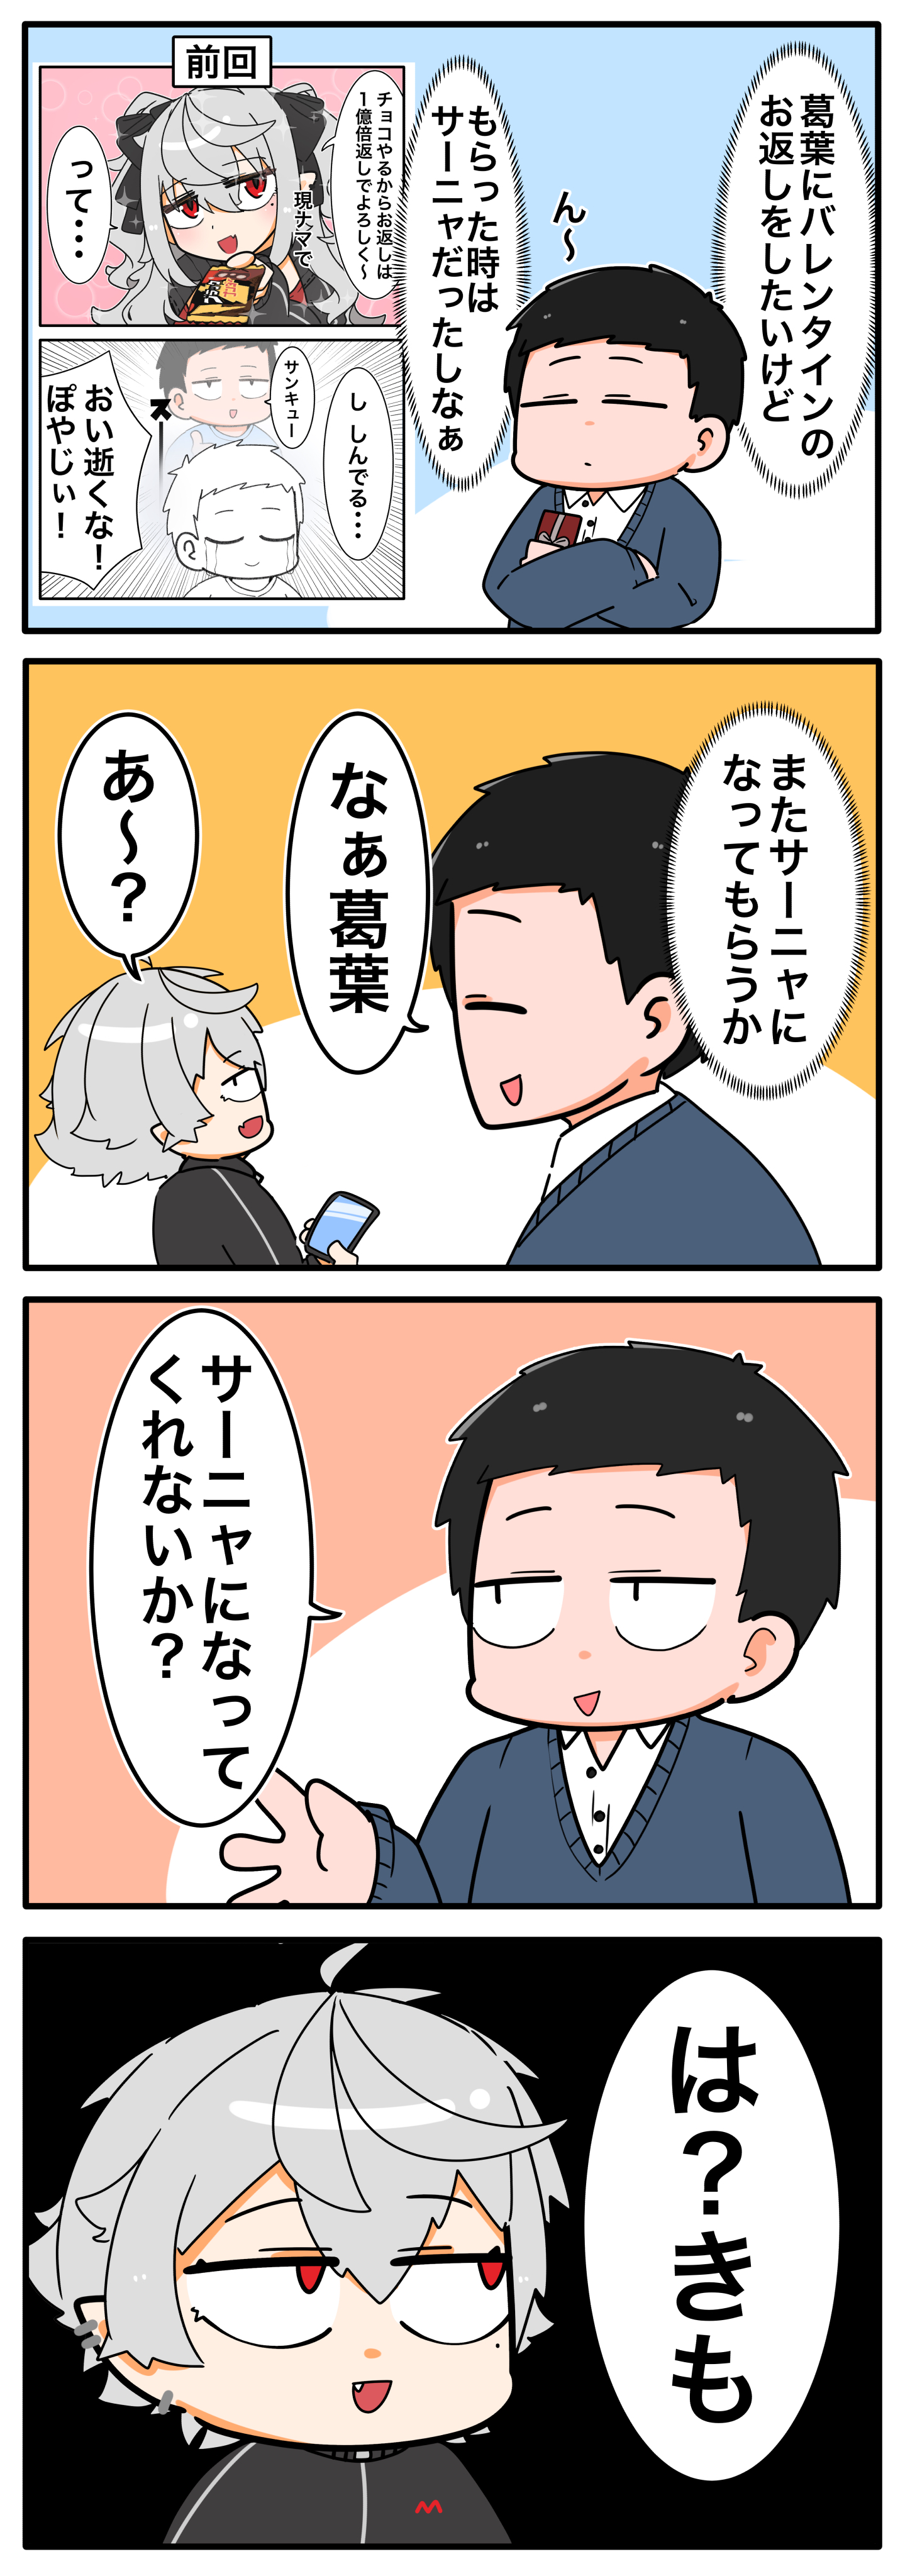 葛葉にバレンタインの
お返しをしたいけど
ん〜
もらった時は
サーニャだったしなぁ
前回
チョコやるからお返しは
1億倍返しでよろしく〜
現ナマで
って・・・
サンキュー
し しんでる・・・
おい逝くな！
ぽやじぃ！
またサーニャに
なってもらうか
なぁ葛葉
あ〜？
サーニャになって
くれないか？
は？きも